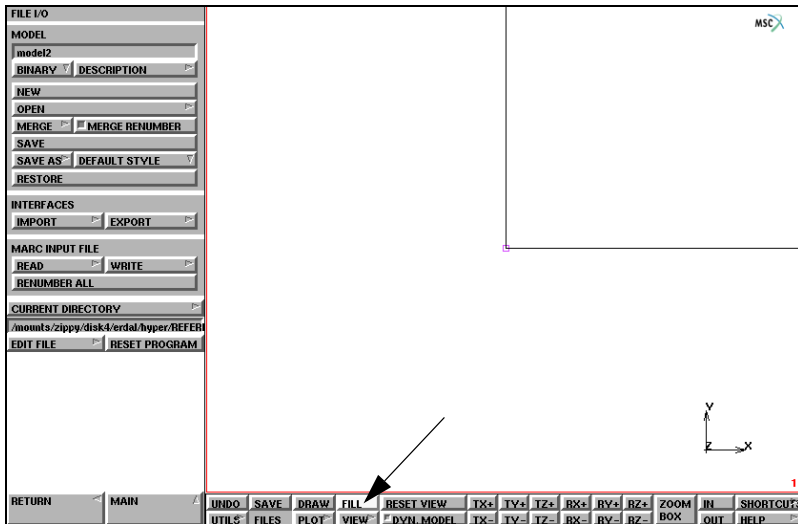 FILE I/O
MODEL
model2
BINARY DESCRIPTION
NEW
OPEN
MERGE MERGE RENUMBER
SAVE
SAVE AS DEFAULT STYLE
RESTORE
INTERFACES
IMPORT EXPORT
MARC INPUT FILE
READ WRITE
RENUMBER ALL
CURRENT DIRECTORY
/mounts/zippy/disk4/erdal/hyper/REFERE
EDIT FILE RESET PROGRAM
MSC
Y
Z X
1
RETURN MAIN
UNDO SAVE DRAW FILL RESET VIEW TX+ TY+ TZ+ RX+ RY+ RZ+ ZOOM IN SHORTCUTS
UTILS FILES PLOT VIEW DYN. MODEL TX- TY- TZ- RX- RY- RZ- BOX OUT HELP